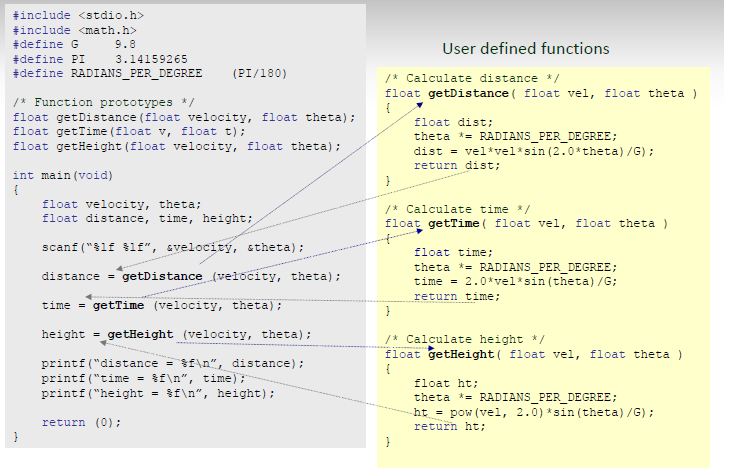 #include <stdio.h>
#include <math.h>
#define G     9.8
#define PI    3.14159265
#define RADIANS_PER_DEGREE    (PI/180)

/* Function prototypes */
float getDistance(float velocity, float theta);
float getTime(float v, float t);
float getHeight(float velocity, float theta);

int main(void)
{
    float velocity, theta;
    float distance, time, height;

    scanf(“%lf %lf”, &velocity, &theta);

    distance = getDistance (velocity, theta);

    time = getTime (velocity, theta);

    height = getHeight (velocity, theta);

    printf(“distance = %f\n”, distance);
    printf(“time = %f\n”, time);
    printf(“height = %f\n”, height);

    return (0);
}

User defined functions

/* Calculate distance */
float getDistance( float vel, float theta )
{
    float dist;
    theta *= RADIANS_PER_DEGREE;
    dist = vel*vel*sin(2.0*theta)/G);
    return dist;
}

/* Calculate time */
float getTime( float vel, float theta )
{
    float time;
    theta *= RADIANS_PER_DEGREE;
    time = 2.0*vel*sin(theta)/G;
    return time;
}

/* Calculate height */
float getHeight( float vel, float theta )
{
    float ht;
    theta *= RADIANS_PER_DEGREE;
    ht = pow(vel, 2.0)*sin(theta)/G);
    return ht;
}